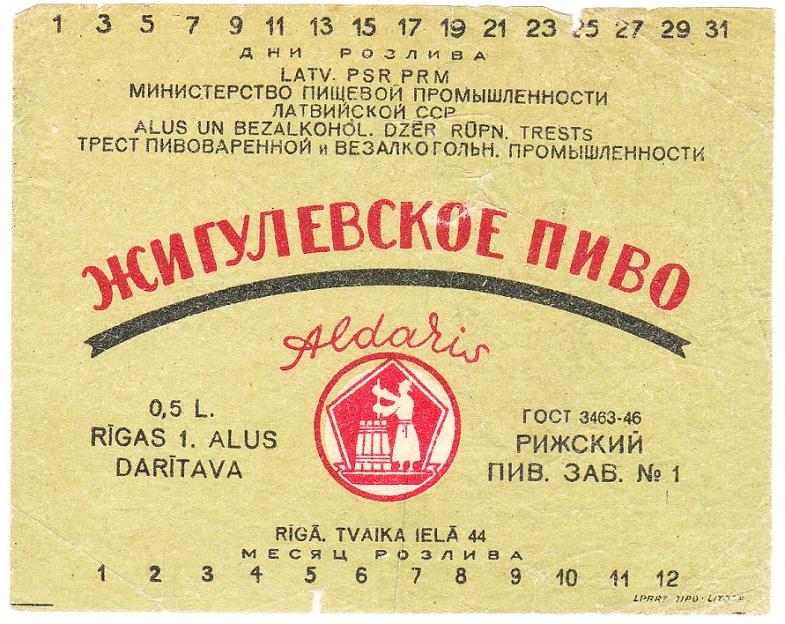 1 3 5 7 9 11 13 15 17 19 21 23 25 27 29 31
ДНИ РОЗЛИВА
LATV. PSR PRM
МИНИСТЕРСТВО ПИЩЕВОЙ ПРОМЫШЛЕННОСТИ
ЛАТВИЙСКОЙ ССР
ALUS UN BEZALKOHOL. DZĒR RŪPN. TRESTS
ТРЕСТ ПИВОВАРЕННОЙ и ВЕЗАЛКОГОЛЬН. ПРОМЫШЛЕННОСТИ
ЖИГУЛЕВСКОЕ ПИВО
Aldaris
0,5 L.
RĪGAS 1. ALUS
DARĪTAVA
ГОСТ 3463-46
РИЖСКИЙ
ПИВ. ЗАВ. № 1
RĪGĀ. TVAIKA IELĀ 44
МЕСЯЦ РОЗЛИВА
1 2 3 4 5 6 7 8 9 10 11 12